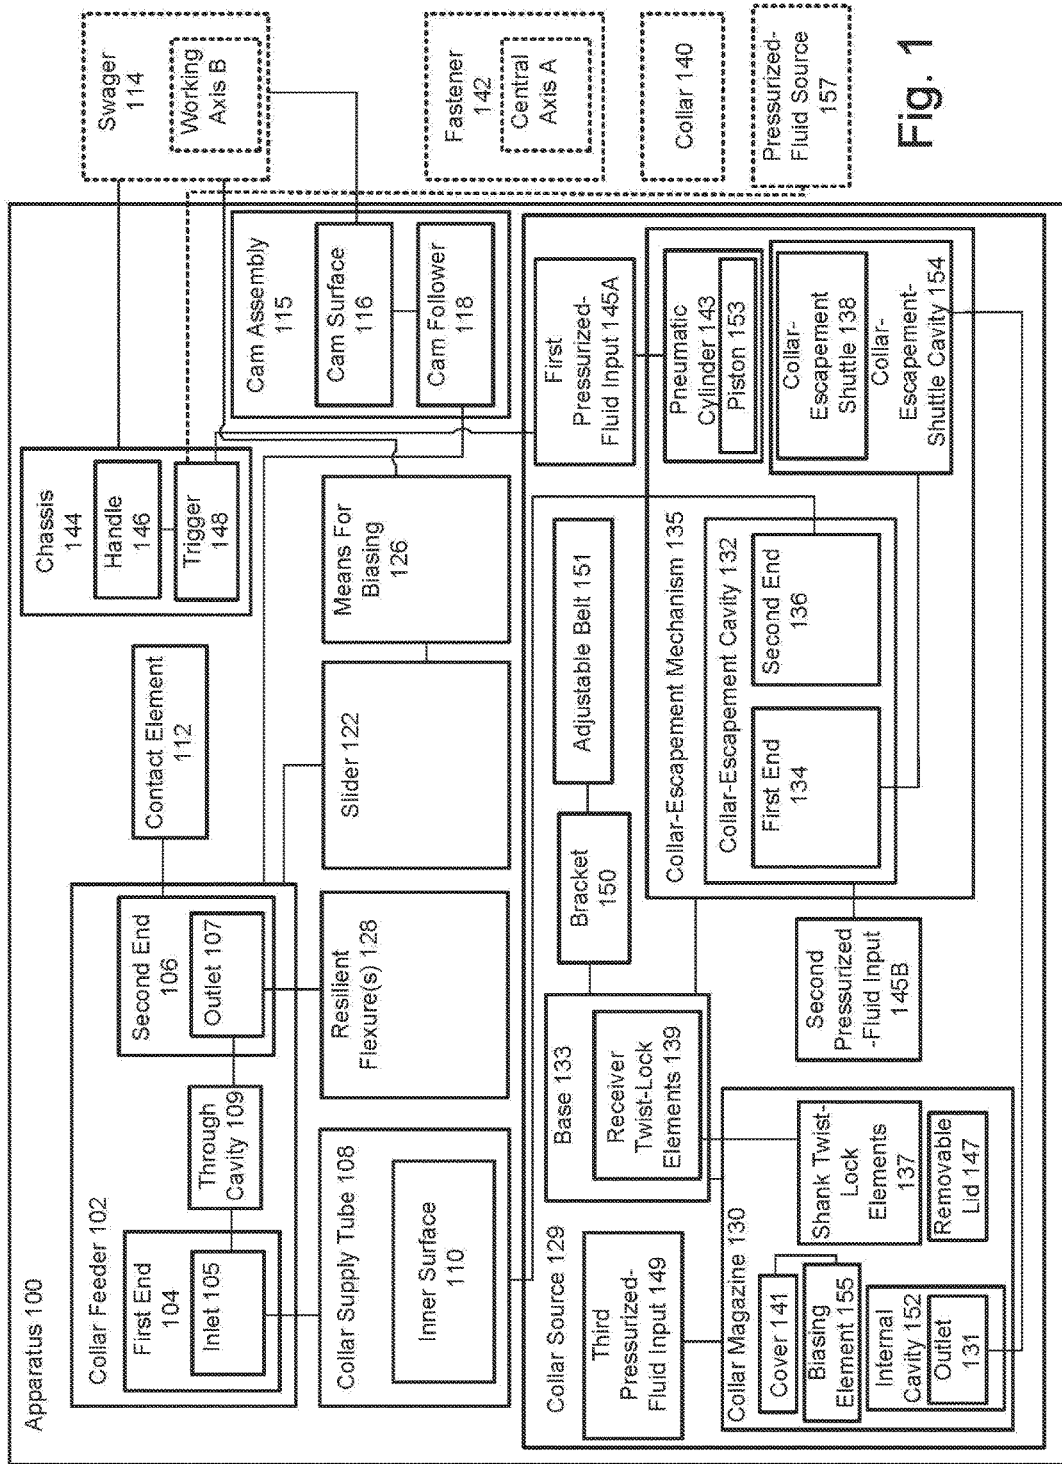 Apparatus 100
Collar Feeder 102
First End
104
Inlet 105
Through
Cavity 109
Second End
106
Outlet 107
Contact Element
112
Chassis
144
Handle
146
Trigger
148
Swager
114
Working
Axis B
Collar Supply Tube 108
Inner Surface
110
Resilient
Flexure(s) 128
Slider 122
Means For
Biasing
126
Cam Assembly
115
Cam Surface
116
Cam Follower
118
Fastener
142
Central
Axis A
Collar 140
Pressurized-
Fluid Source
157
Collar Source 129
Third
Pressurized-
Fluid Input 149
Base 133
Receiver
Twist-Lock
Elements 139
Bracket
150
Adjustable Belt 151
First
Pressurized-
Fluid Input 145A
Collar Magazine 130
Cover 141
Biasing
Element 155
Internal
Cavity 152
Outlet
131
Shank Twist-
Lock
Elements
137
Removable
Lid 147
Second
Pressurized
-Fluid Input
145B
Collar-Escapement Mechanism 135
Collar-Escapement Cavity 132
First End
134
Second End
136
Pneumatic
Cylinder 143
Piston 153
Collar-
Escapement
Shuttle 138
Collar-
Escapement-
Shuttle Cavity 154
Fig. 1